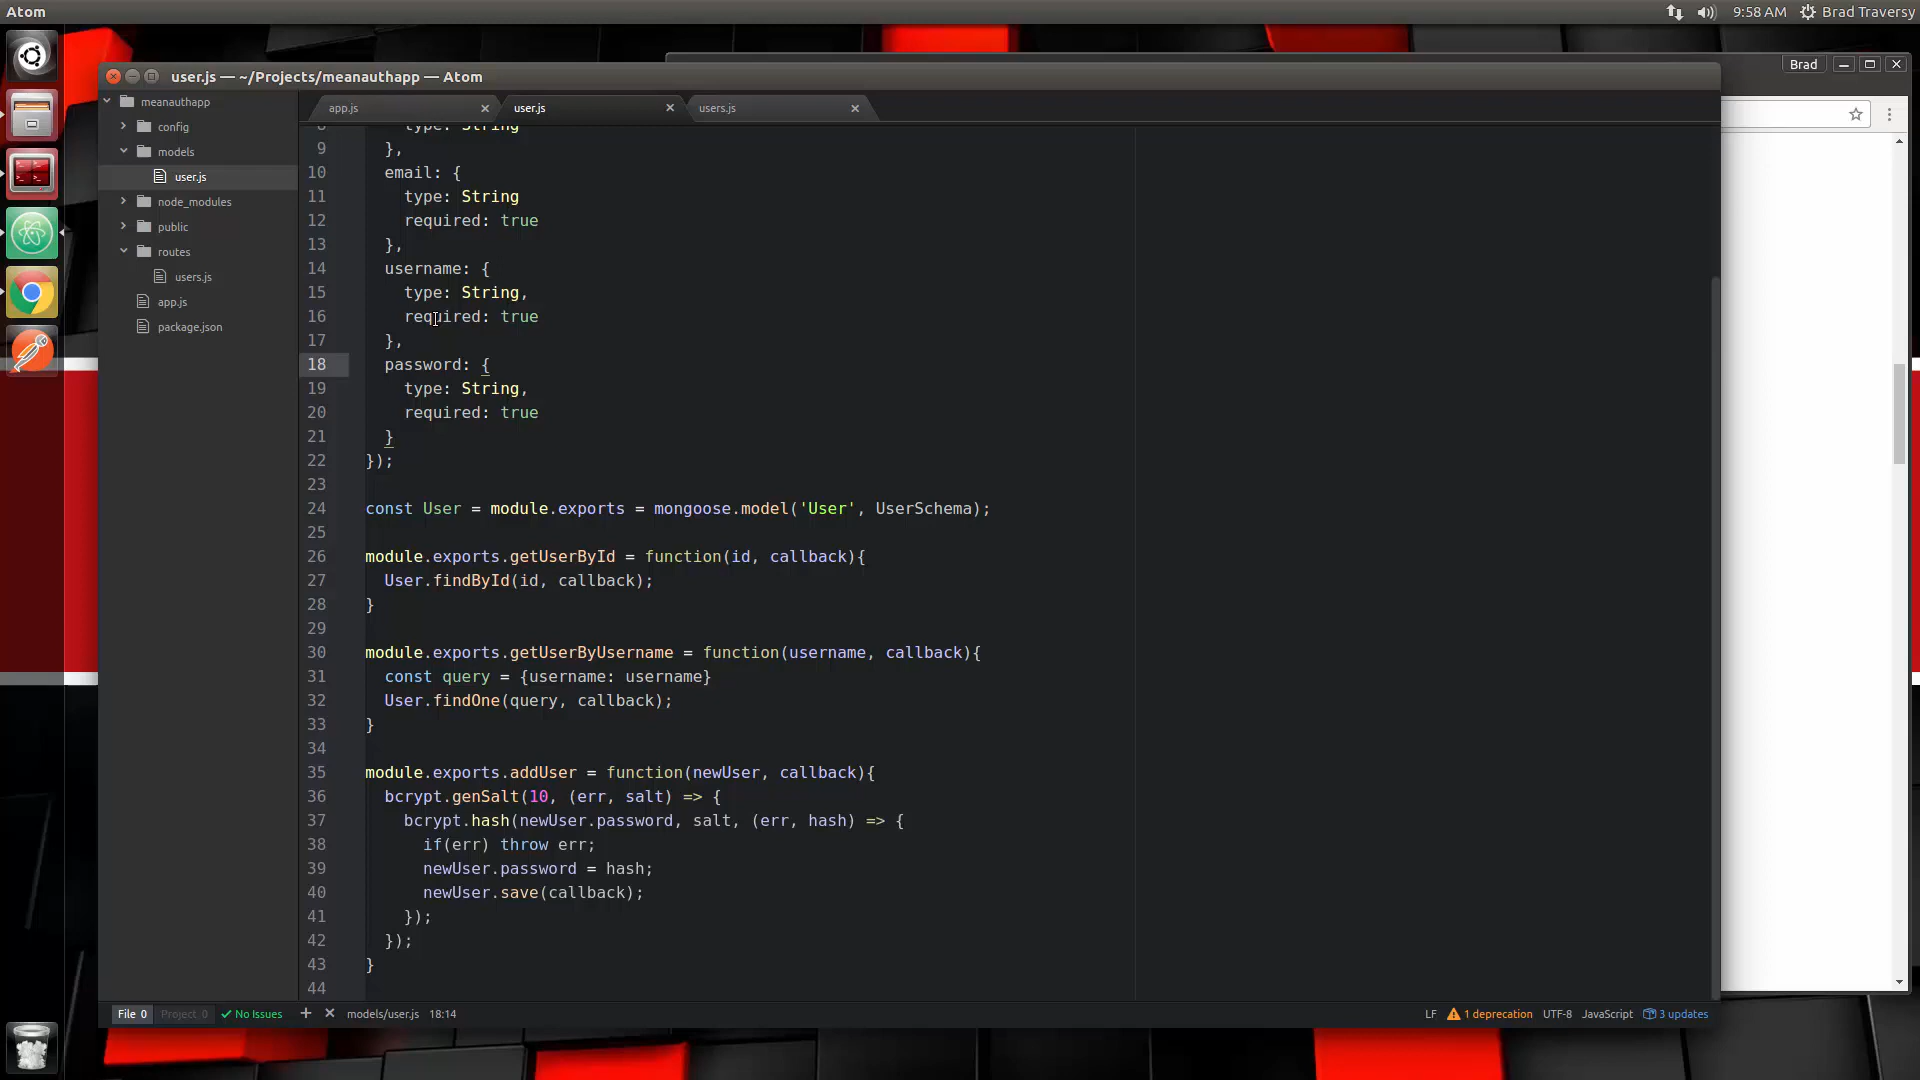 Atom
9:58 AM
Brad Traversy
Brad
user.js — ~/Projects/meanauthapp — Atom
meanauthapp
config
models
user.js
node_modules
public
routes
users.js
app.js
package.json
app.js
user.js
users.js
8 type: String
9 },
10 email: {
11 type: String
12 required: true
13 },
14 username: {
15 type: String,
16 required: true
17 },
18 password: {
19 type: String,
20 required: true
21 }
22 });
23
24 const User = module.exports = mongoose.model('User', UserSchema);
25
26 module.exports.getUserById = function(id, callback){
27 User.findById(id, callback);
28 }
29
30 module.exports.getUserByUsername = function(username, callback){
31 const query = {username: username}
32 User.findOne(query, callback);
33 }
34
35 module.exports.addUser = function(newUser, callback){
36 bcrypt.genSalt(10, (err, salt) => {
37 bcrypt.hash(newUser.password, salt, (err, hash) => {
38 if(err) throw err;
39 newUser.password = hash;
40 newUser.save(callback);
41 });
42 });
43 }
44
File 0 Project 0 No Issues models/user.js 18:14 LF 1 deprecation UTF-8 JavaScript 3 updates